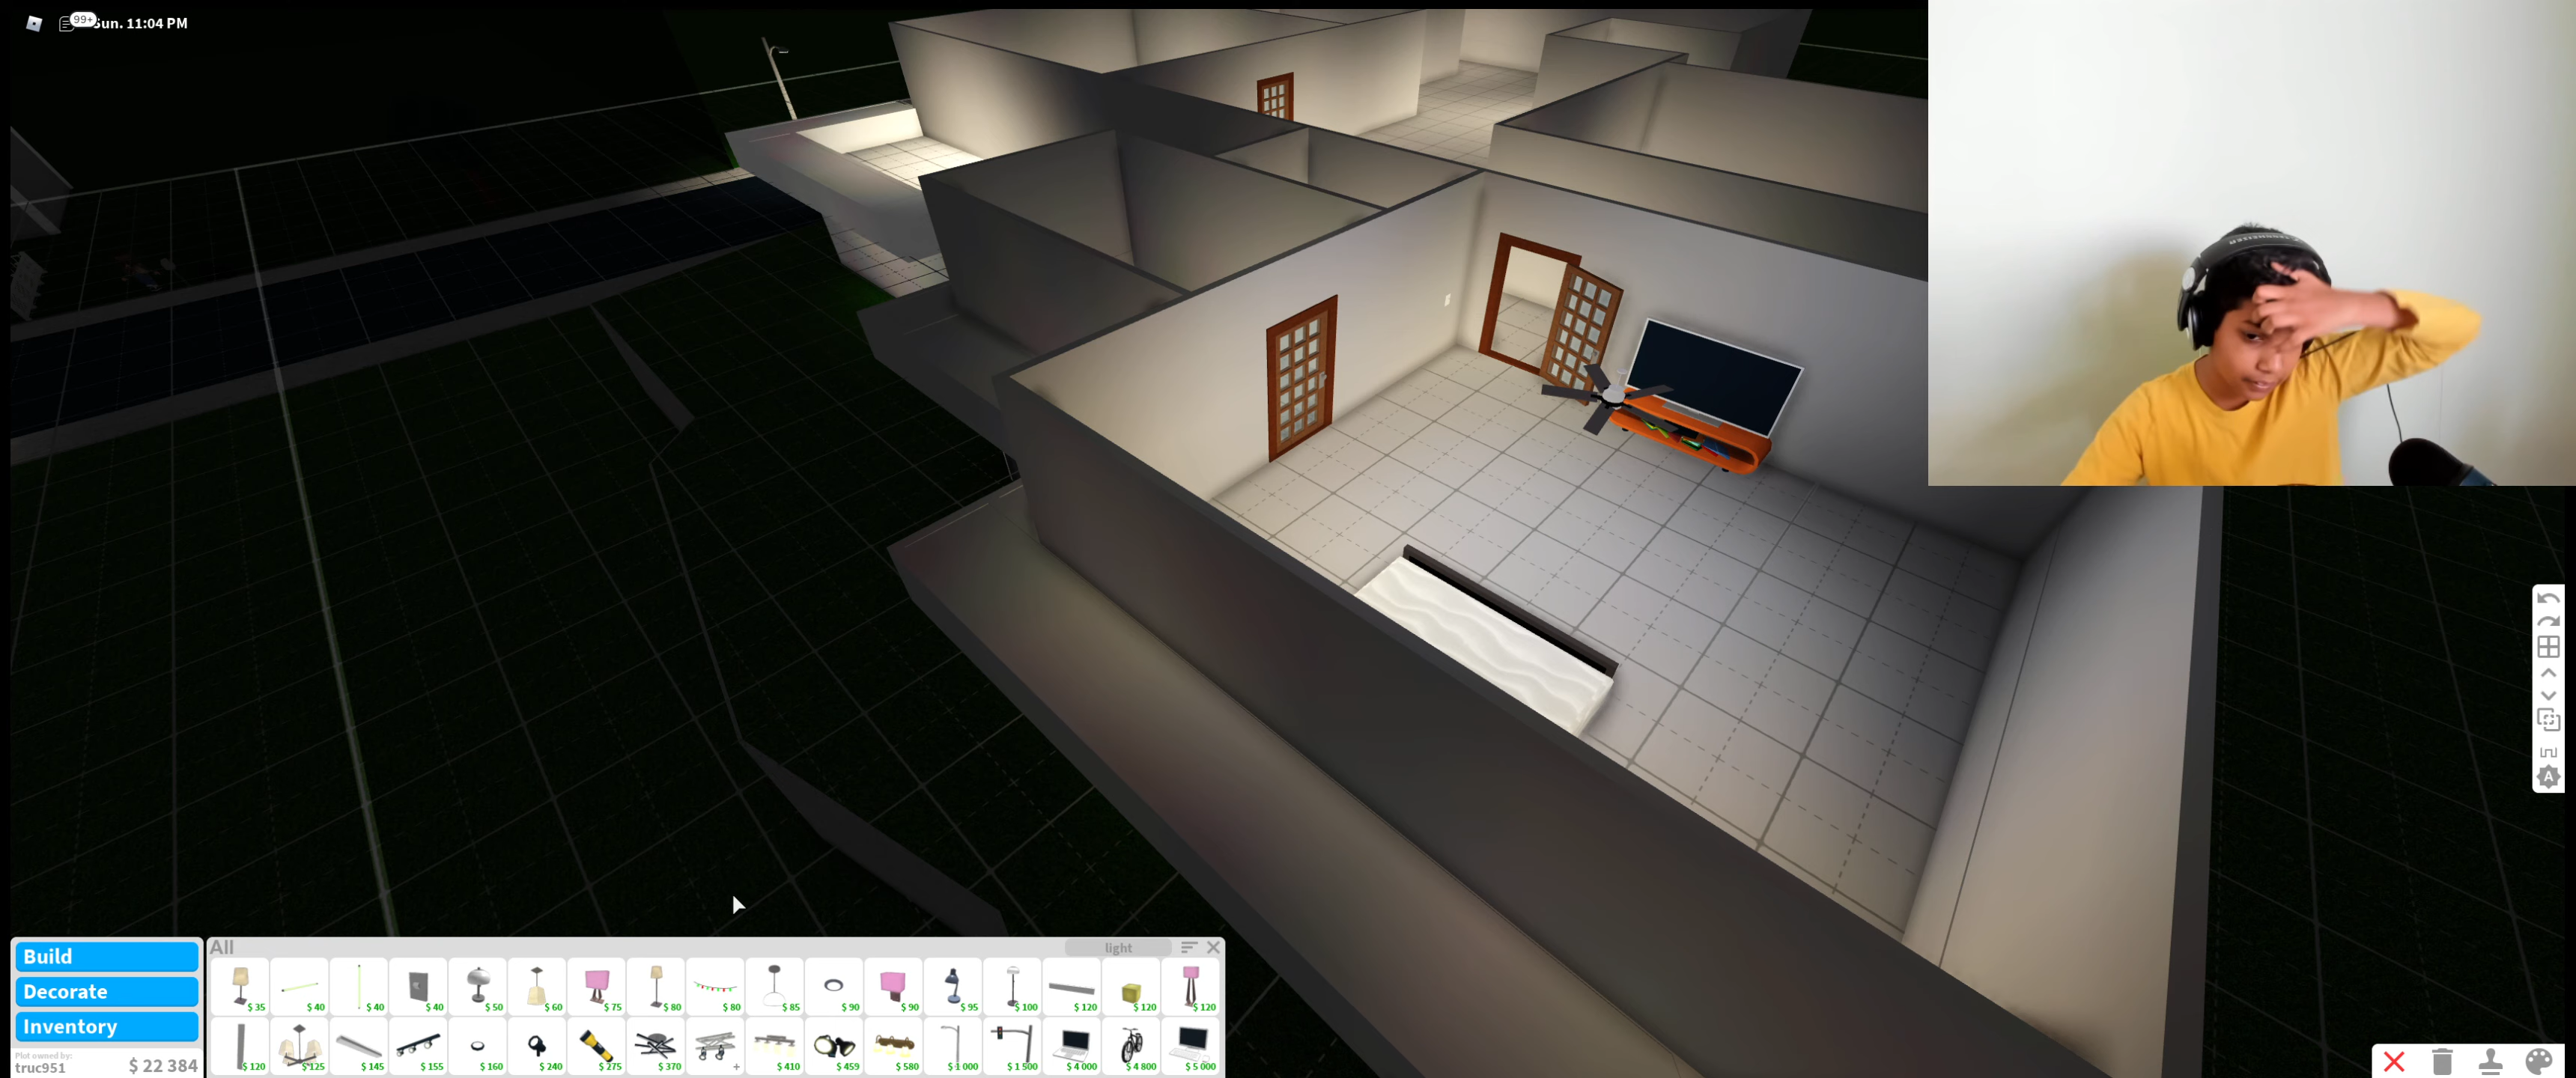 99+
Sun. 11:04 PM
Build
Decorate
Inventory
Plot owned by:
truc951
$ 22 384
All
light
$ 35
$ 40
$ 40
$ 40
$ 50
$ 60
$ 75
$ 80
$ 80
$ 85
$ 90
$ 90
$ 95
$ 100
$ 120
$ 120
$ 120
$ 120
$ 125
$ 145
$ 155
$ 160
$ 240
$ 275
$ 370
+
$ 410
$ 459
$ 580
$ 1 000
$ 1 500
$ 4 000
$ 4 800
$ 5 000
A
SENNHEISER